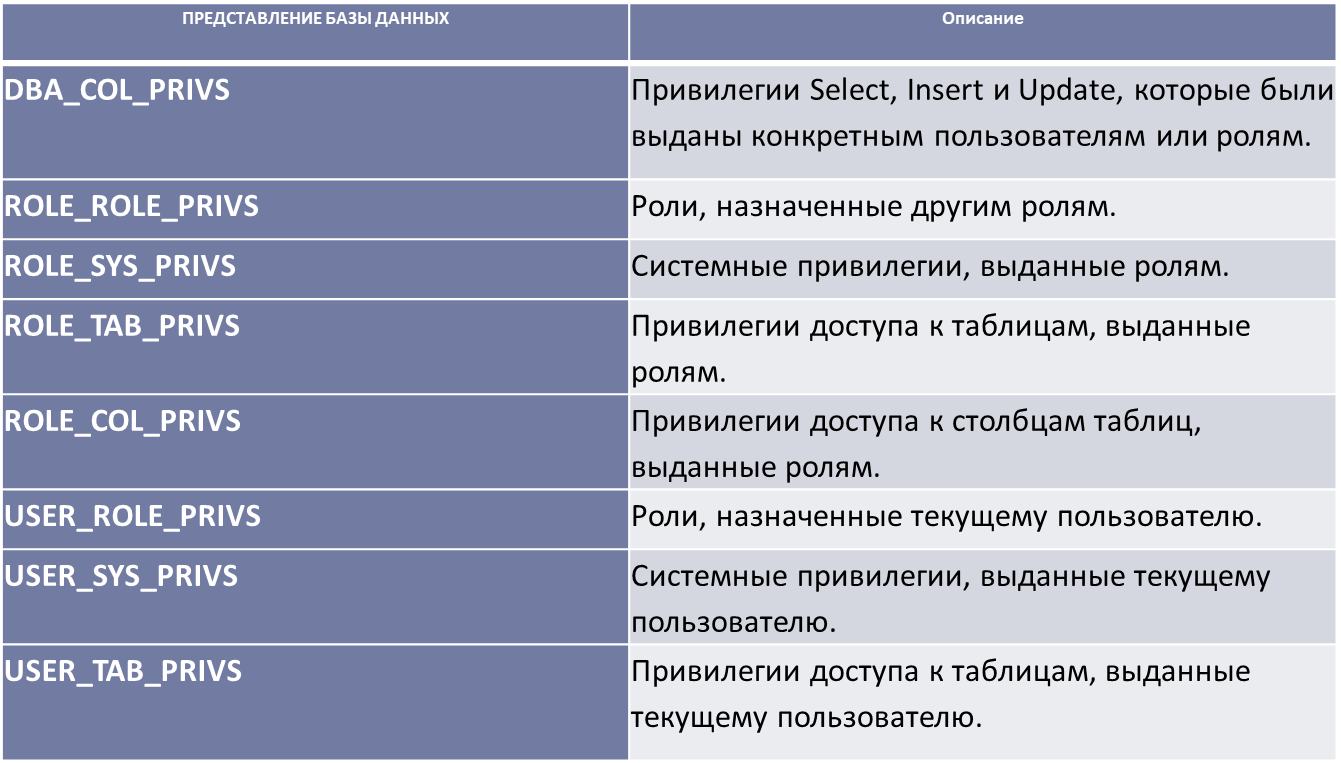 ПРЕДСТАВЛЕНИЕ БАЗЫ ДАННЫХ
Описание
DBA_COL_PRIVS
Привилегии Select, Insert и Update, которые были
выданы конкретным пользователям или ролям.
ROLE_ROLE_PRIVS
Роли, назначенные другим ролям.
ROLE_SYS_PRIVS
Системные привилегии, выданные ролям.
ROLE_TAB_PRIVS
Привилегии доступа к таблицам, выданные
ролям.
ROLE_COL_PRIVS
Привилегии доступа к столбцам таблиц,
выданные ролям.
USER_ROLE_PRIVS
Роли, назначенные текущему пользователю.
USER_SYS_PRIVS
Системные привилегии, выданные текущему
пользователю.
USER_TAB_PRIVS
Привилегии доступа к таблицам, выданные
текущему пользователю.